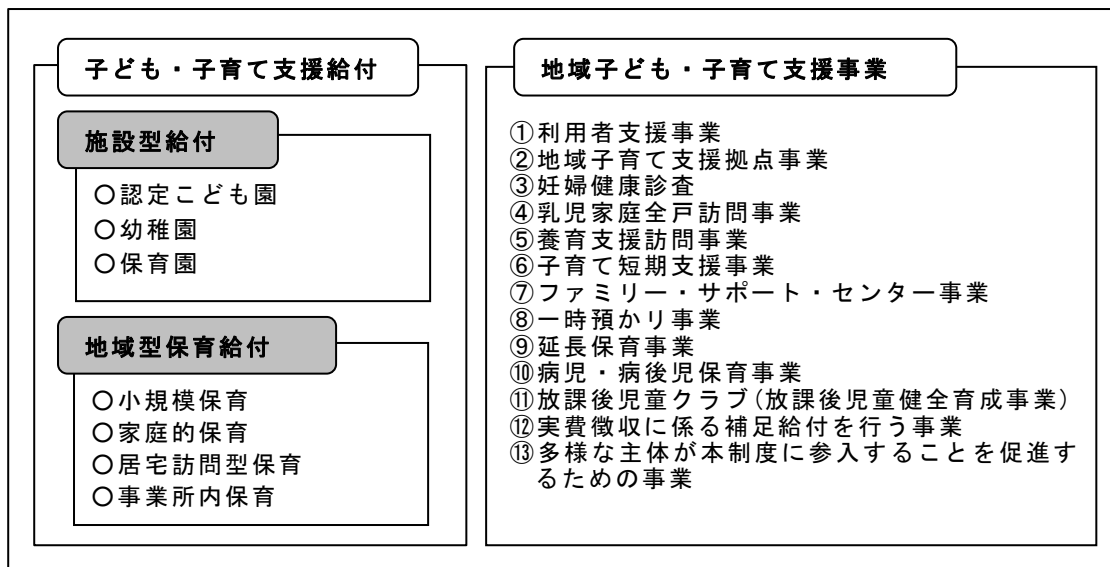 子ども・子育て支援給付
施設型給付
○認定こども園
○幼稚園
○保育園
地域型保育給付
○小規模保育
○家庭的保育
○居宅訪問型保育
○事業所内保育
地域子ども・子育て支援事業
①利用者支援事業
②地域子育て支援拠点事業
③妊婦健康診査
④乳児家庭全戸訪問事業
⑤養育支援訪問事業
⑥子育て短期支援事業
⑦ファミリー・サポート・センター事業
⑧一時預かり事業
⑨延長保育事業
⑩病児・病後児保育事業
⑪放課後児童クラブ(放課後児童健全育成事業)
⑫実費徴収に係る補足給付を行う事業
⑬多様な主体が本制度に参入することを促進す
るための事業